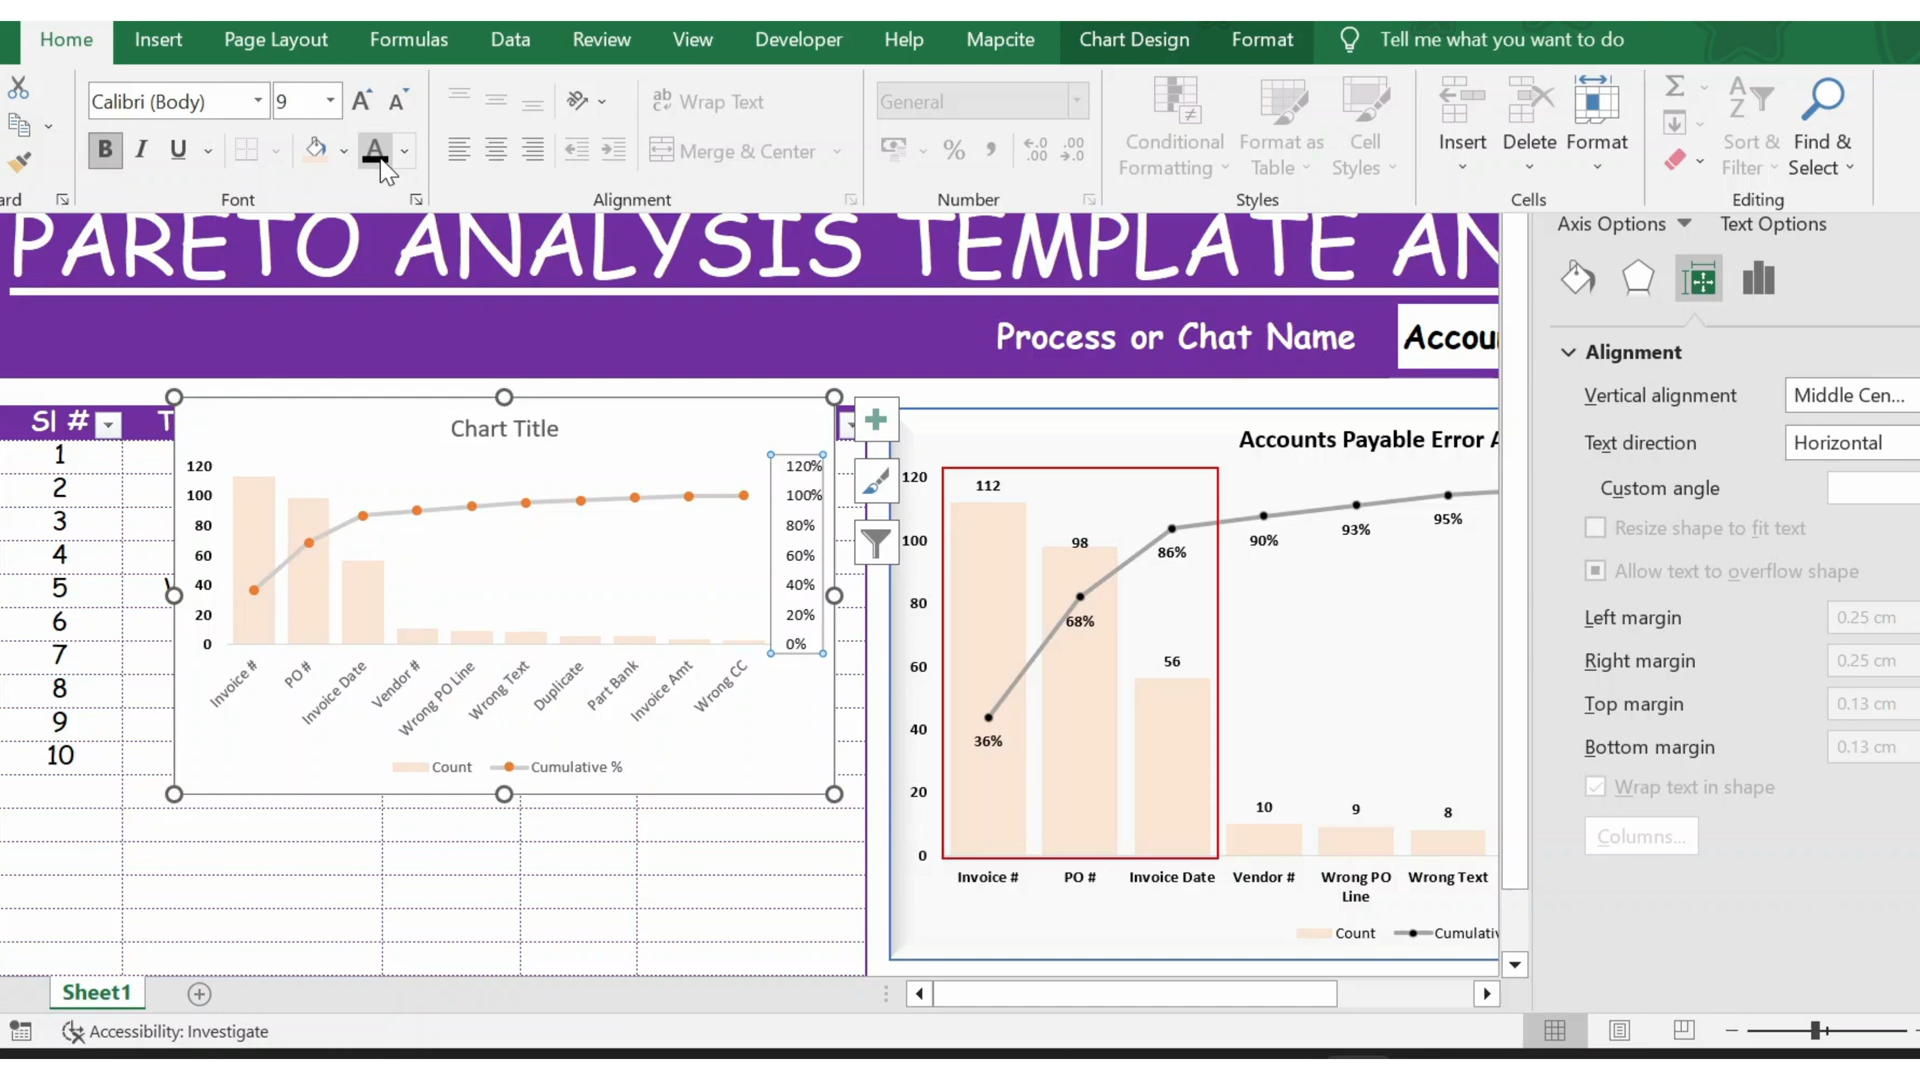 Home Insert Page Layout Formulas Data Review View Developer Help Mapcite Chart Design Format Tell me what you want to do
Calibri (Body) 9 A A
ab Wrap Text
General
Conditional Formatting
Format as Table
Cell Styles
Insert Delete Format
Sort & Filter
Find & Select
B I U A
Merge & Center
% ,
ard Font Alignment Number Styles Cells Editing
PARETO ANALYSIS TEMPLATE AN
Process or Chat Name Accou
Sl # T
1
2
3
4
5
6
7
8
9
10
Chart Title
120
100
80
60
40
20
0
120%
100%
80%
60%
40%
20%
0%
Invoice # PO # Invoice Date Vendor # Wrong PO Line Wrong Text Duplicate Part Bank Invoice Amt Wrong CC
Count Cumulative %
Accounts Payable Error A
120
100
80
60
40
20
0
112 98 56 10 9 8
36% 68% 86% 90% 93% 95%
Invoice # PO # Invoice Date Vendor # Wrong PO Line Wrong Text
Count Cumulativ
Axis Options Text Options
Alignment
Vertical alignment Middle Cen...
Text direction Horizontal
Custom angle
Resize shape to fit text
Allow text to overflow shape
Left margin 0.25 cm
Right margin 0.25 cm
Top margin 0.13 cm
Bottom margin 0.13 cm
Wrap text in shape
Columns...
Sheet1
Accessibility: Investigate